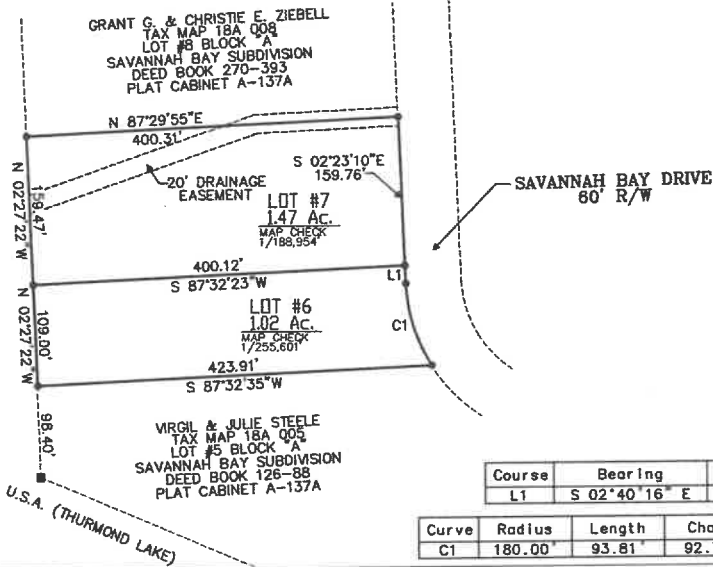 GRANT G. & CHRISTIE E. ZIEBELL
TAX MAP 18A 008
LOT #8 BLOCK "A"
SAVANNAH BAY SUBDIVISION
DEED BOOK 270-393
PLAT CABINET A-137A
N 87°29'55"E
400.31'
N 02°27'22"W
159.47'
20' DRAINAGE
EASEMENT
S 02°23'10"E
159.76'
SAVANNAH BAY DRIVE
60' R/W
LOT #7
1.47 Ac.
MAP CHECK
1/188,954'
400.12'
S 87°32'23"W
L1
N 02°27'22"W
109.00'
LOT #6
1.02 Ac.
MAP CHECK
1/255,601'
C1
423.91'
S 87°32'35"W
98.40'
VIRGIL & JULIE STEELE
TAX MAP 18A 005
LOT #5 BLOCK "A"
SAVANNAH BAY SUBDIVISION
DEED BOOK 126-88
PLAT CABINET A-137A
U.S.A. (THURMOND LAKE)
Course Bearing
L1 S 02°40'16" E
Curve Radius Length Cho
C1 180.00' 93.81' 92.